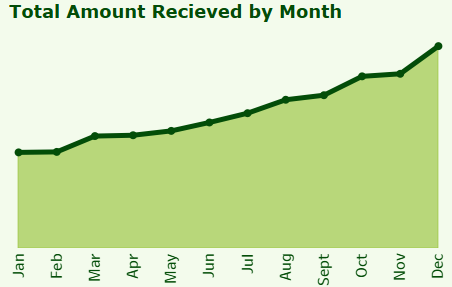 Total Amount Recieved by Month
Jan
Feb
Mar
Apr
May
Jun
Jul
Aug
Sept
Oct
Nov
Dec